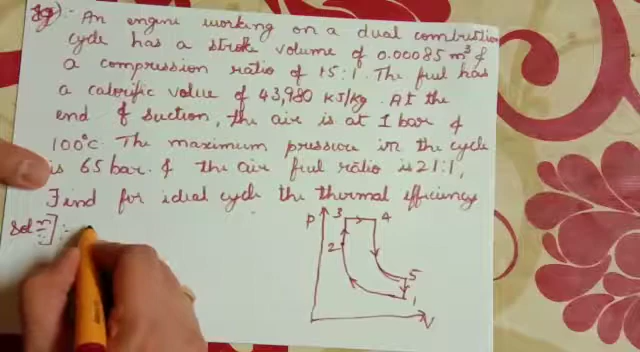 Eg):- An engine working on a dual combustion
cycle has a stroke volume of 0.00085 m³ &
a compression ratio of 15:1. The fuel has
a calorific value of 43,980 KJ/Kg. At the
end of suction, the air is at 1 bar &
100°C. The maximum pressure in the cycle
is 65 bar. & the air fuel ratio is 21:1,
Find for ideal cycle the thermal efficiency
Sol n]:-
P 3 4
2
5
1
V